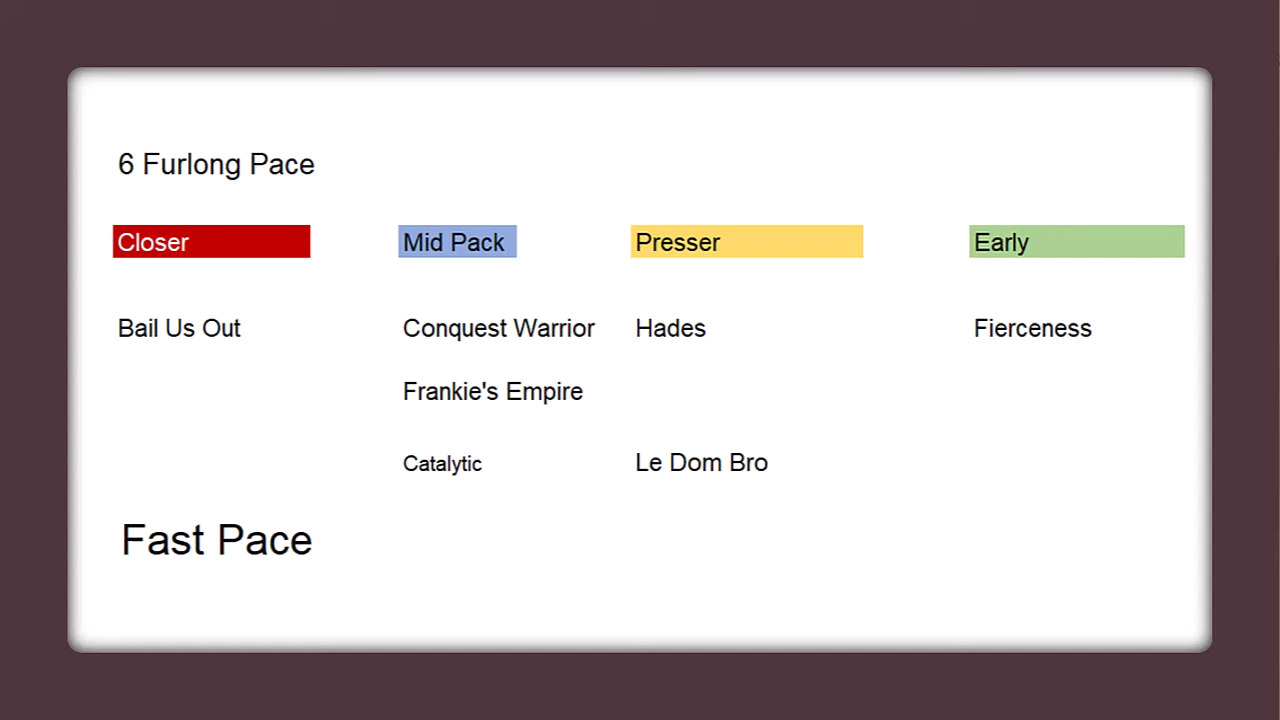 6 Furlong Pace
Closer Mid Pack Presser Early
Bail Us Out Conquest Warrior Hades Fierceness
Frankie's Empire
Catalytic Le Dom Bro
Fast Pace